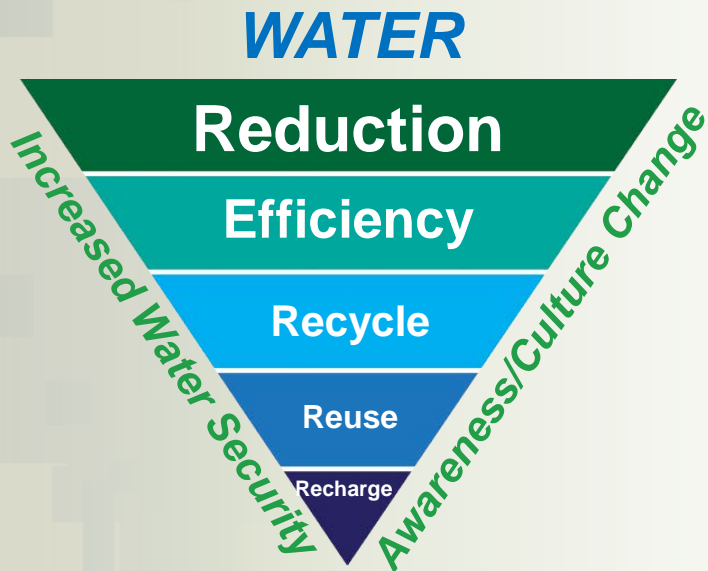 WATER
Reduction
Efficiency
Recycle
Reuse
Recharge
Increased Water Security
Awareness/Culture Change